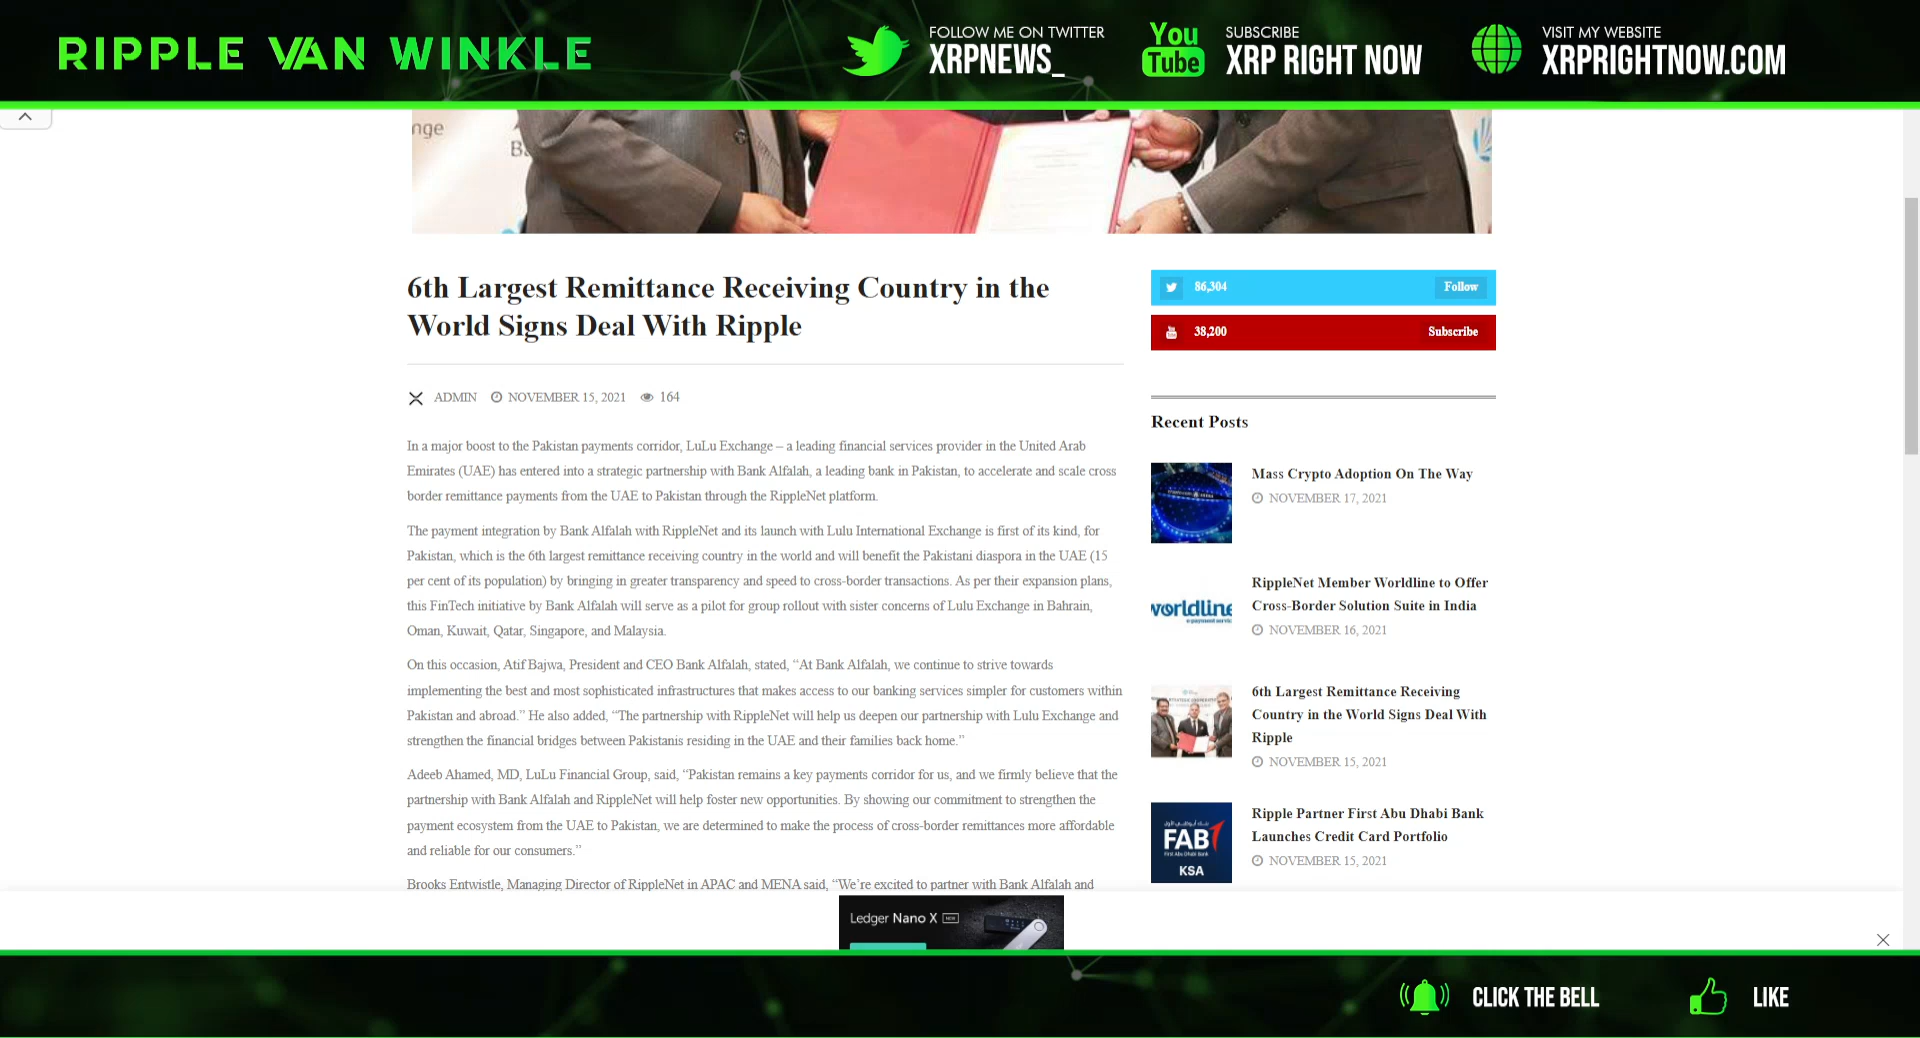 RIPPLE VAN WINKLE
FOLLOW ME ON TWITTER
XRPNEWS_
You
Tube
SUBSCRIBE
XRP RIGHT NOW
VISIT MY WEBSITE
XRPRIGHTNOW.COM
nge
6th Largest Remittance Receiving Country in the
World Signs Deal With Ripple
ADMIN NOVEMBER 15, 2021 164
In a major boost to the Pakistan payments corridor, LuLu Exchange – a leading financial services provider in the United Arab
Emirates (UAE) has entered into a strategic partnership with Bank Alfalah, a leading bank in Pakistan, to accelerate and scale cross
border remittance payments from the UAE to Pakistan through the RippleNet platform.
The payment integration by Bank Alfalah with RippleNet and its launch with Lulu International Exchange is first of its kind, for
Pakistan, which is the 6th largest remittance receiving country in the world and will benefit the Pakistani diaspora in the UAE (15
per cent of its population) by bringing in greater transparency and speed to cross-border transactions. As per their expansion plans,
this FinTech initiative by Bank Alfalah will serve as a pilot for group rollout with sister concerns of Lulu Exchange in Bahrain,
Oman, Kuwait, Qatar, Singapore, and Malaysia.
On this occasion, Atif Bajwa, President and CEO Bank Alfalah, stated, “At Bank Alfalah, we continue to strive towards
implementing the best and most sophisticated infrastructures that makes access to our banking services simpler for customers within
Pakistan and abroad.” He also added, “The partnership with RippleNet will help us deepen our partnership with Lulu Exchange and
strengthen the financial bridges between Pakistanis residing in the UAE and their families back home.”
Adeeb Ahamed, MD, LuLu Financial Group, said, “Pakistan remains a key payments corridor for us, and we firmly believe that the
partnership with Bank Alfalah and RippleNet will help foster new opportunities. By showing our commitment to strengthen the
payment ecosystem from the UAE to Pakistan, we are determined to make the process of cross-border remittances more affordable
and reliable for our consumers.”
Brooks Entwistle, Managing Director of RippleNet in APAC and MENA said, “We’re excited to partner with Bank Alfalah and
86,304 Follow
38,200 Subscribe
Recent Posts
Mass Crypto Adoption On The Way
NOVEMBER 17, 2021
worldline
e-payment servic
RippleNet Member Worldline to Offer
Cross-Border Solution Suite in India
NOVEMBER 16, 2021
6th Largest Remittance Receiving
Country in the World Signs Deal With
Ripple
NOVEMBER 15, 2021
بنك أبوظبي الأول
FAB
First Abu Dhabi Bank
KSA
Ripple Partner First Abu Dhabi Bank
Launches Credit Card Portfolio
NOVEMBER 15, 2021
Ledger Nano X NEW
CLICK THE BELL
LIKE